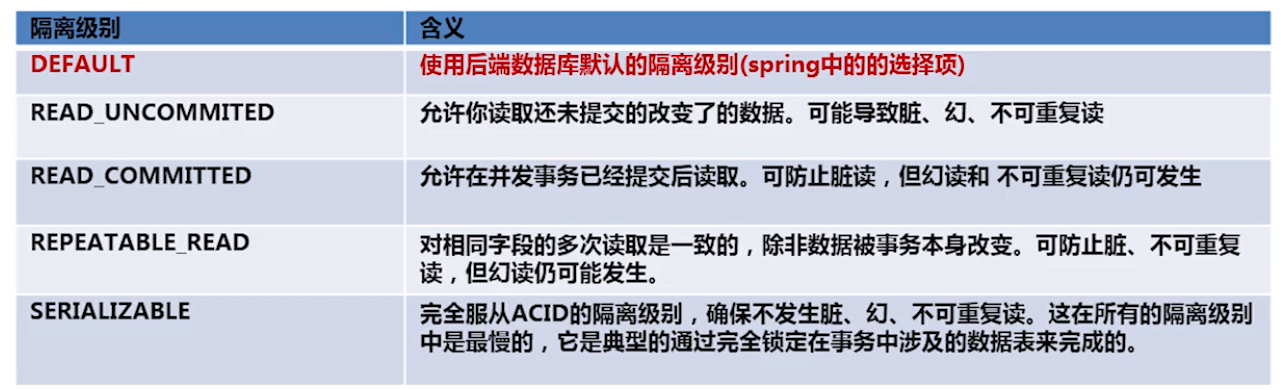 隔离级别 含义
DEFAULT 使用后端数据库默认的隔离级别(spring中的的选择项)
READ_UNCOMMITED 允许你读取还未提交的改变了的数据。可能导致脏、幻、不可重复读
READ_COMMITTED 允许在并发事务已经提交后读取。可防止脏读，但幻读和 不可重复读仍可发生
REPEATABLE_READ 对相同字段的多次读取是一致的，除非数据被事务本身改变。可防止脏、不可重复
读，但幻读仍可能发生。
SERIALIZABLE 完全服从ACID的隔离级别，确保不发生脏、幻、不可重复读。这在所有的隔离级别
中是最慢的，它是典型的通过完全锁定在事务中涉及的数据表来完成的。